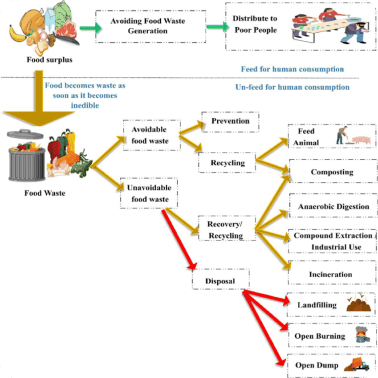 Avoiding Food Waste
Generation
Distribute to
Poor People
Food surplus
Feed for human consumption
Food becomes waste as
soon as it becomes
inedible
Un-feed for human consumption
Prevention
Avoidable
food waste
Feed
Animal
Recycling
Composting
Food Waste
Unavoidable
food waste
Anaerobic Digestion
Recovery/
Recycling
Compound Extraction /
Industrial Use
Incineration
Disposal
Landfilling
Open Burning
Open Dump